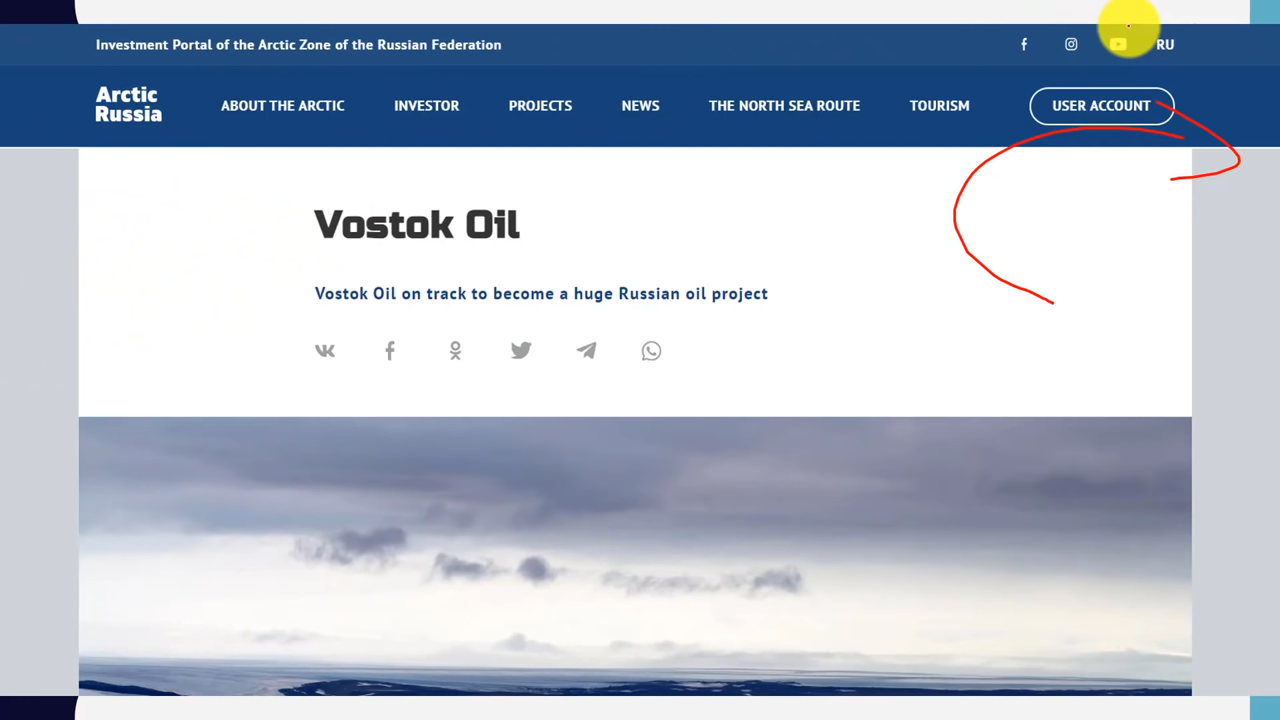 Investment Portal of the Arctic Zone of the Russian Federation
RU
Arctic
Russia
ABOUT THE ARCTIC
INVESTOR
PROJECTS
NEWS
THE NORTH SEA ROUTE
TOURISM
USER ACCOUNT
Vostok Oil
Vostok Oil on track to become a huge Russian oil project